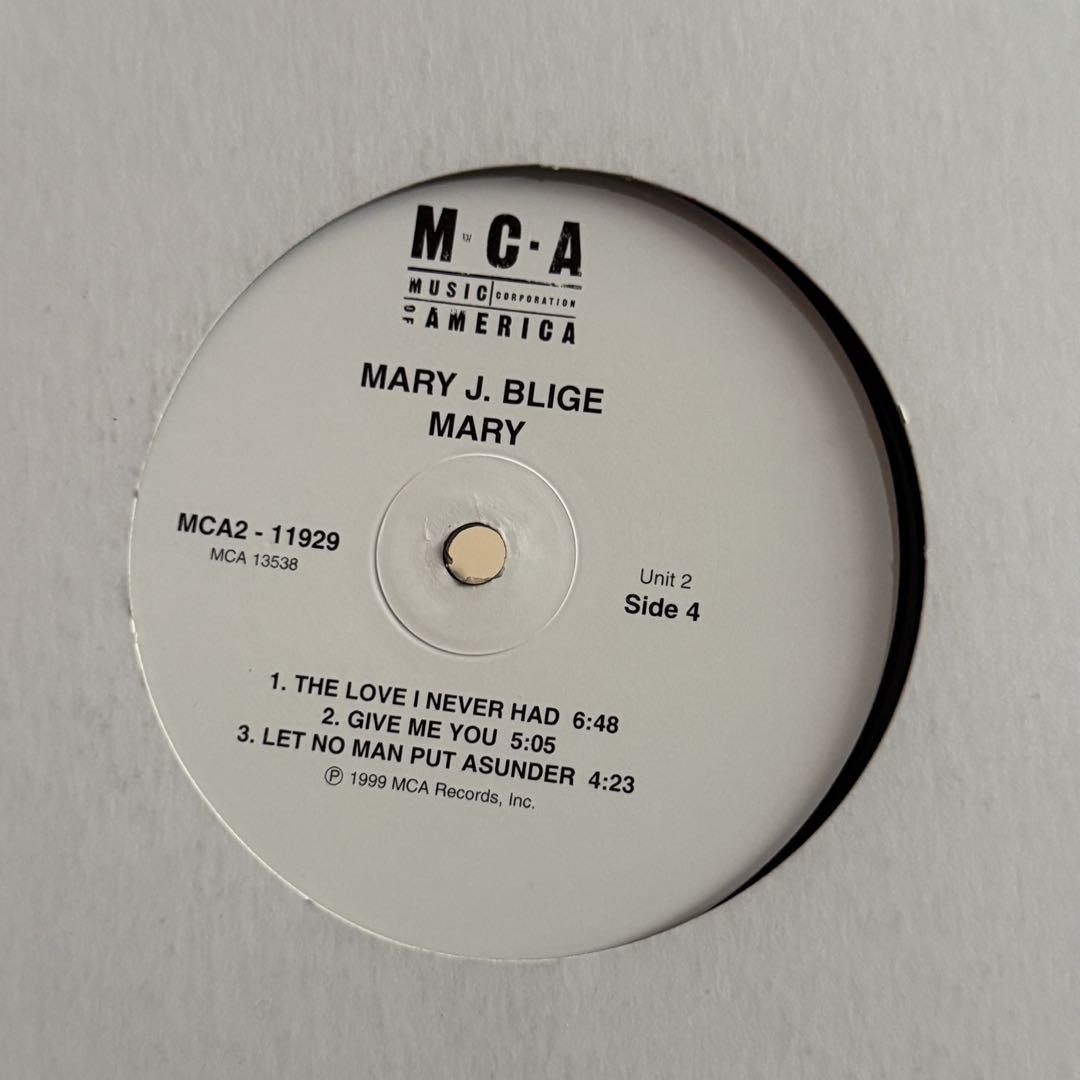 M·C·A
MUSIC CORPORATION
OF AMERICA
MARY J. BLIGE
MARY
MCA2 - 11929
MCA 13538
Unit 2
Side 4
1. THE LOVE I NEVER HAD 6:48
2. GIVE ME YOU 5:05
3. LET NO MAN PUT ASUNDER 4:23
Ⓟ 1999 MCA Records, Inc.